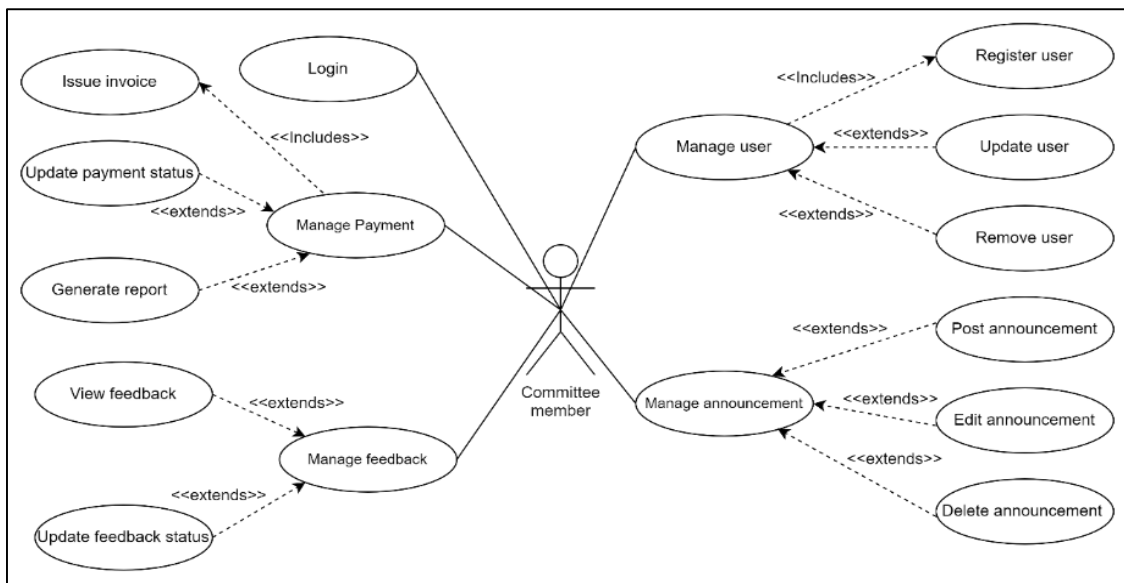 Issue invoice
Login
<<Includes>>
Update payment status
<<extends>>
Manage Payment
Generate report
<<extends>>
View feedback
<<extends>>
Manage feedback
<<extends>>
Update feedback status
Committee
member
Register user
<<Includes>>
<<extends>>
Manage user
Update user
<<extends>>
Remove user
<<extends>>
Post announcement
Manage announcement
<<extends>>
Edit announcement
<<extends>>
Delete announcement